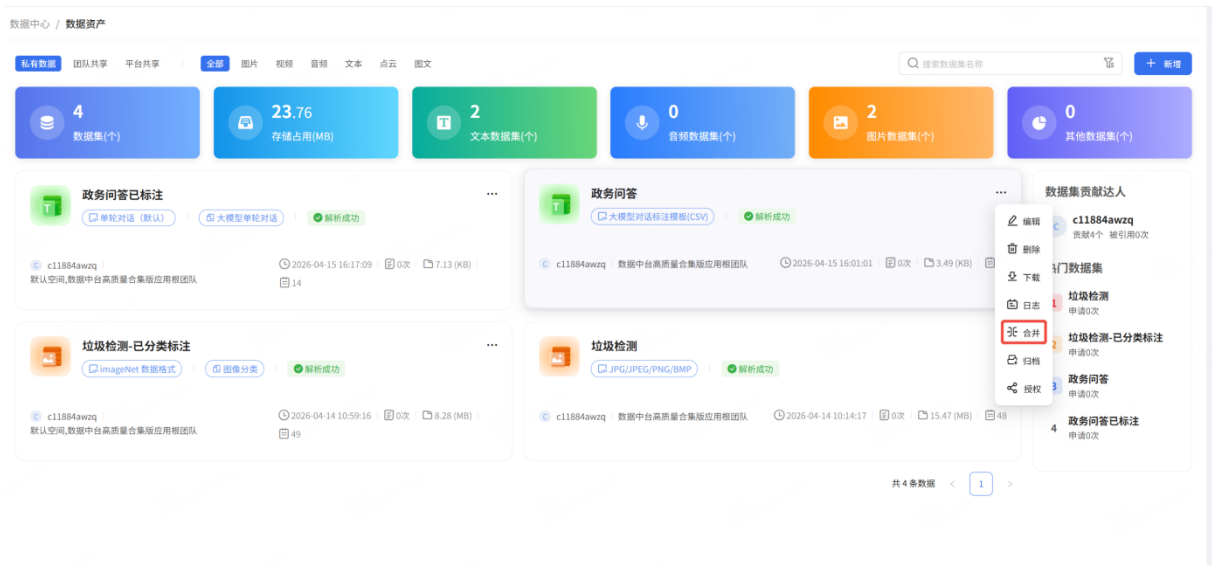 数据中心 / 数据资产
私有数据 团队共享 平台共享 全部 图片 视频 音频 文本 点云 图文 搜索数据集名称 + 新增
4 数据集(个)
23.76 存储占用(MB)
2 文本数据集(个)
0 音频数据集(个)
2 图片数据集(个)
0 其他数据集(个)
政务问答已标注 ...
单轮对话（默认） 大模型单轮对话 解析成功
C c11884awzq
默认空间,数据中台高质量合集版应用根团队
2026-04-15 16:17:09 0次 7.13 (KB)
14
政务问答 ...
大模型对话标注模板(CSV) 解析成功
C c11884awzq 数据中台高质量合集版应用根团队 2026-04-15 16:01:01 0次 3.49 (KB)
编辑
删除
下载
日志
合并
归档
授权
垃圾检测-已分类标注 ...
imageNet 数据格式 图像分类 解析成功
C c11884awzq
默认空间,数据中台高质量合集版应用根团队
2026-04-14 10:59:16 0次 8.28 (MB)
49
垃圾检测
JPG/JPEG/PNG/BMP 解析成功
C c11884awzq 数据中台高质量合集版应用根团队 2026-04-14 10:14:17 0次 15.47 (MB) 48
数据集贡献达人
C c11884awzq
贡献4个 被引用0次
门数据集
1 垃圾检测
申请0次
2 垃圾检测-已分类标注
申请0次
3 政务问答
申请0次
4 政务问答已标注
申请0次
共 4 条数据 < 1 >